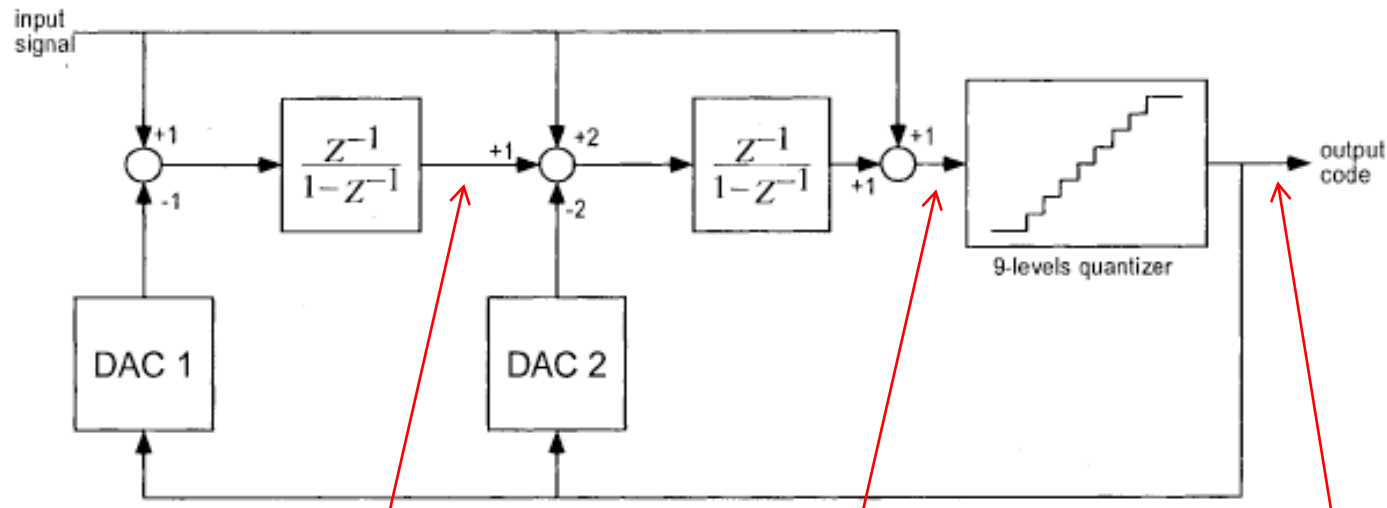 input
signal
+1
-1
Z⁻¹
1-Z⁻¹
+1
+2
-2
Z⁻¹
1-Z⁻¹
+1
+1
9-levels quantizer
output
code
DAC 1
DAC 2